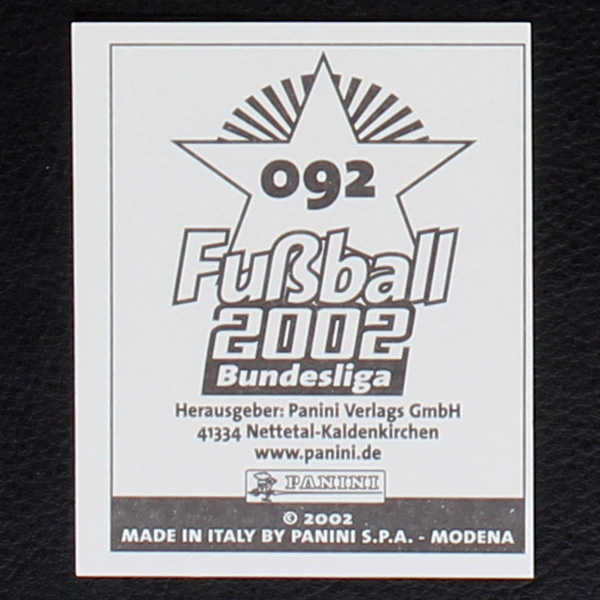 092
Fußball
2002
Bundesliga
Herausgeber: Panini Verlags GmbH
41334 Nettetal-Kaldenkirchen
www.panini.de
PANINI
© 2002
MADE IN ITALY BY PANINI S.P.A. - MODENA